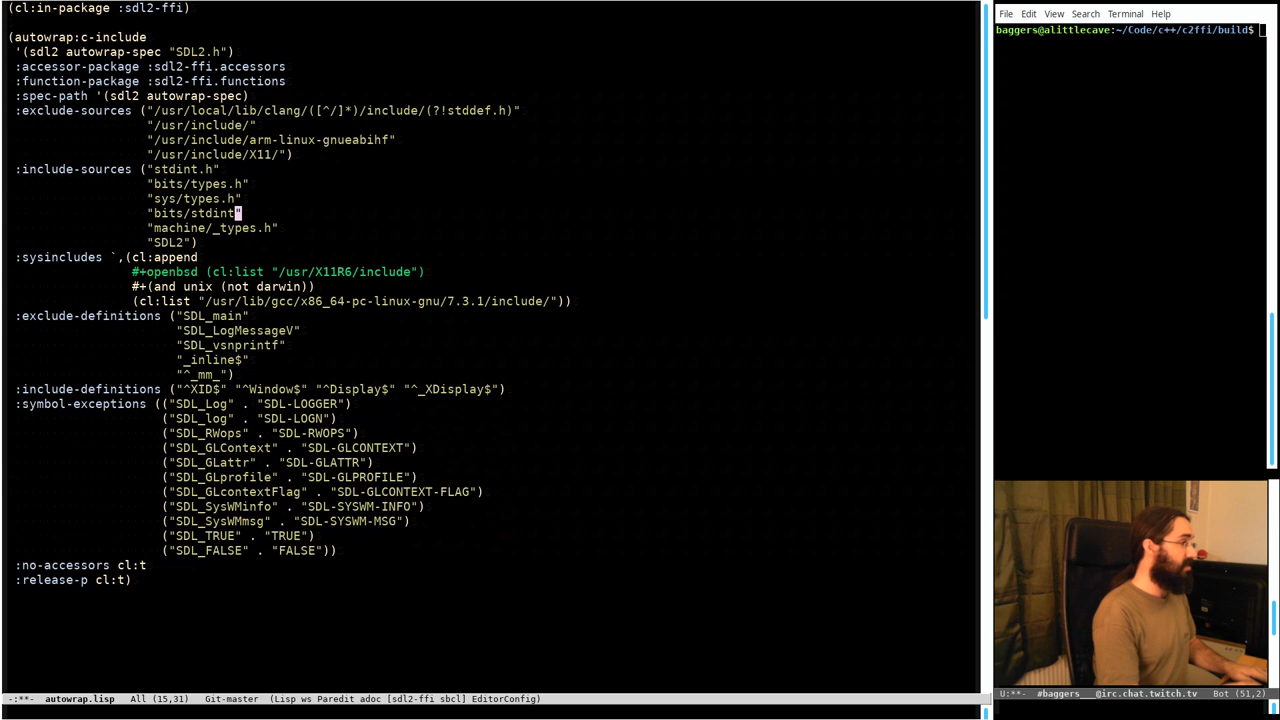 (cl:in-package :sdl2-ffi)
(autowrap:c-include
'(sdl2 autowrap-spec "SDL2.h")
:accessor-package :sdl2-ffi.accessors
:function-package :sdl2-ffi.functions
:spec-path '(sdl2 autowrap-spec)
:exclude-sources ("/usr/local/lib/clang/([^/]*)/include/(?!stddef.h)"
"/usr/include/"
"/usr/include/arm-linux-gnueabihf"
"/usr/include/X11/")
:include-sources ("stdint.h"
"bits/types.h"
"sys/types.h"
"bits/stdint"
"machine/_types.h"
"SDL2")
:sysincludes `,(cl:append
#+openbsd (cl:list "/usr/X11R6/include")
#+(and unix (not darwin))
(cl:list "/usr/lib/gcc/x86_64-pc-linux-gnu/7.3.1/include/"))
:exclude-definitions ("SDL_main"
"SDL_LogMessageV"
"SDL_vsnprintf"
"_inline$"
"^_mm_")
:include-definitions ("^XID$" "^Window$" "^Display$" "^_XDisplay$")
:symbol-exceptions (("SDL_Log" . "SDL-LOGGER")
("SDL_log" . "SDL-LOGN")
("SDL_RWops" . "SDL-RWOPS")
("SDL_GLContext" . "SDL-GLCONTEXT")
("SDL_GLattr" . "SDL-GLATTR")
("SDL_GLprofile" . "SDL-GLPROFILE")
("SDL_GLcontextFlag" . "SDL-GLCONTEXT-FLAG")
("SDL_SysWMinfo" . "SDL-SYSWM-INFO")
("SDL_SysWMmsg" . "SDL-SYSWM-MSG")
("SDL_TRUE" . "TRUE")
("SDL_FALSE" . "FALSE"))
:no-accessors cl:t
:release-p cl:t)
-:**-  autowrap.lisp   All (15,31)   Git-master  (Lisp ws Paredit adoc [sdl2-ffi sbcl] EditorConfig)
File Edit View Search Terminal Help
baggers@alittlecave:~/Code/c++/c2ffi/build$
U:**-  #baggers___@irc.chat.twitch.tv   Bot (51,2)